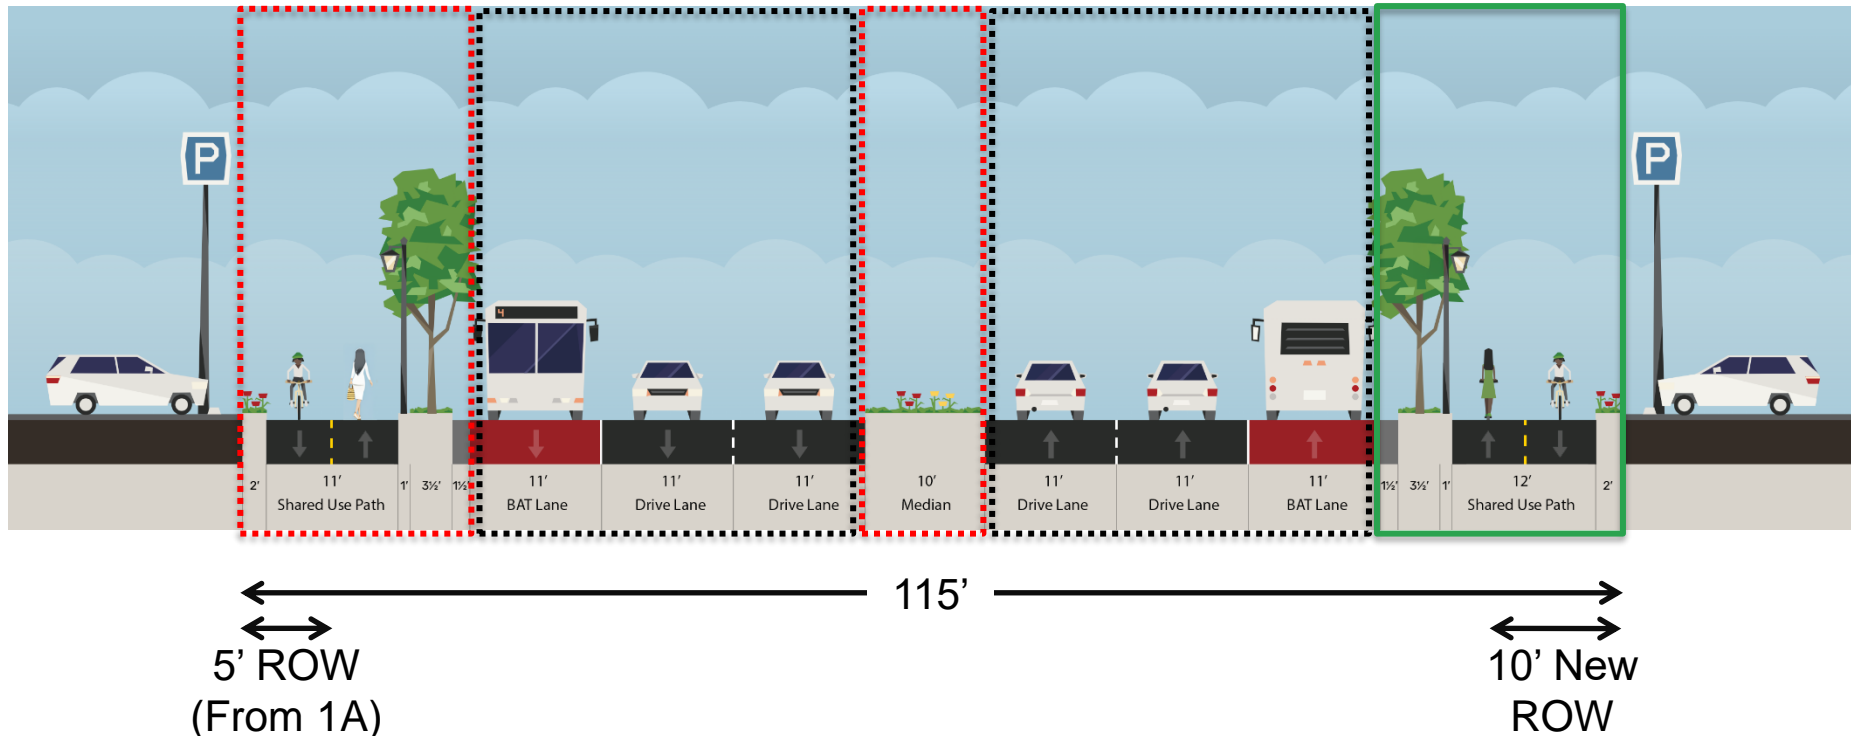 P
P
4
2'
11'
Shared Use Path
1'
3½'
1½'
11'
BAT Lane
11'
Drive Lane
11'
Drive Lane
10'
Median
11'
Drive Lane
11'
Drive Lane
11'
BAT Lane
1½'
3½'
1'
12'
Shared Use Path
2'
115’
5’ ROW
(From 1A)
10’ New
ROW